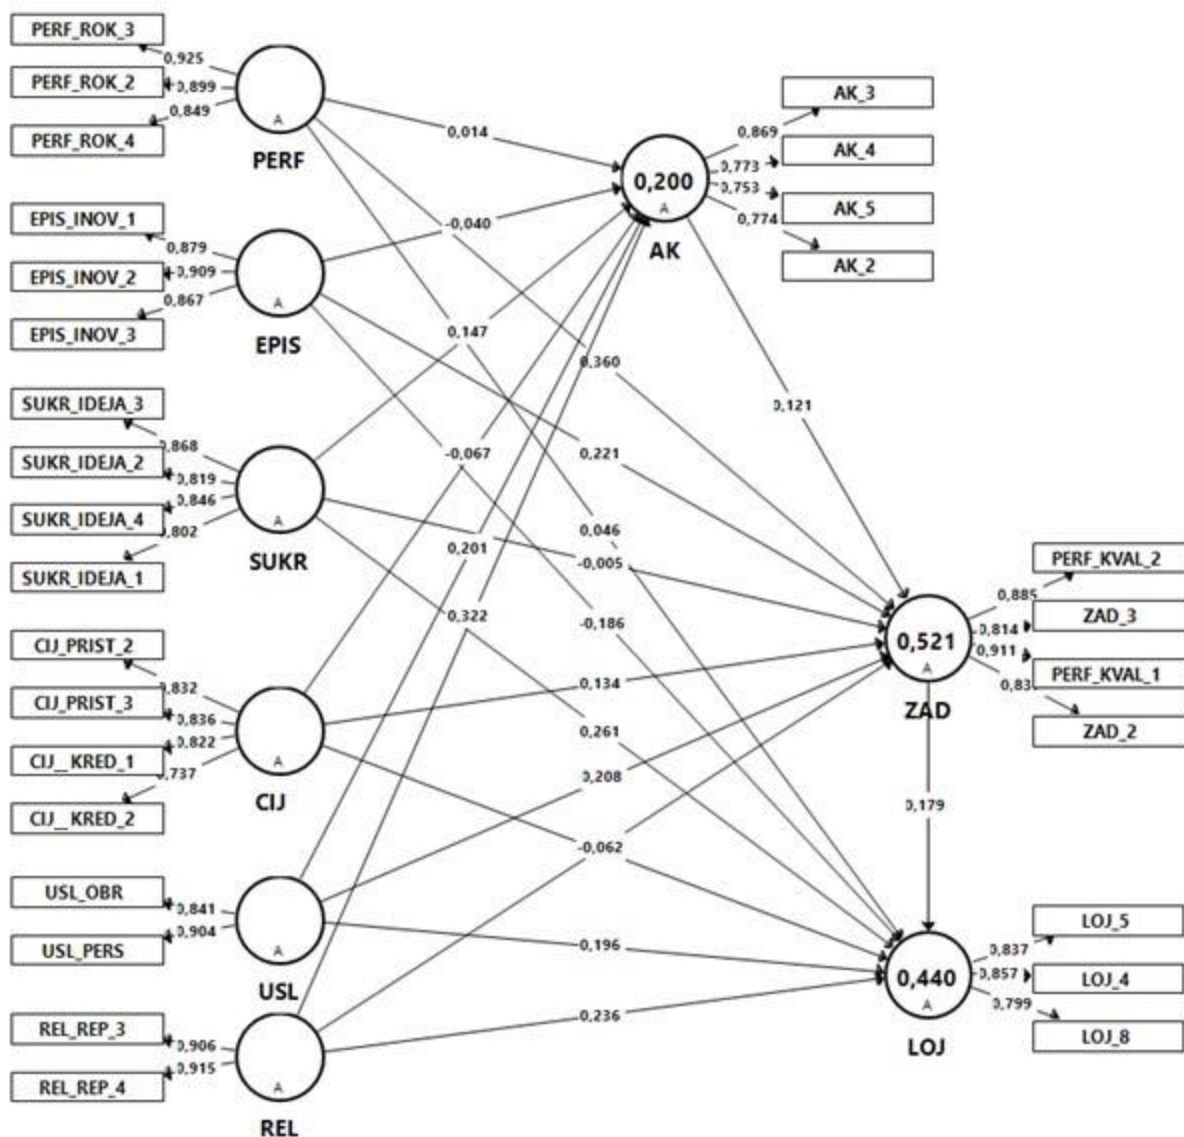 PERF_ROK_3
0,925
PERF_ROK_2
0,899
0,849
PERF_ROK_4
A
PERF
EPIS_INOV_1
0,879
EPIS_INOV_2
0,909
0,867
EPIS_INOV_3
A
EPIS
SUKR_IDEJA_3
0,868
SUKR_IDEJA_2
0,819
0,846
SUKR_IDEJA_4
0,802
SUKR_IDEJA_1
A
SUKR
CIJ_PRIST_2
0,832
CIJ_PRIST_3
0,836
0,822
CIJ__KRED_1
0,737
CIJ__KRED_2
A
CIJ
USL_OBR
0,841
0,904
USL_PERS
A
USL
REL_REP_3
0,906
0,915
REL_REP_4
A
REL
0,014
-0,040
0,147
0,360
-0,067
0,221
0,201
0,046
-0,005
0,322
-0,186
0,134
0,261
0,208
-0,062
0,196
0,236
0,121
0,179
0,200
A
AK
0,869
AK_3
0,773
AK_4
0,753
AK_5
0,774
AK_2
0,521
A
ZAD
PERF_KVAL_2
0,885
ZAD_3
0,814
0,911
PERF_KVAL_1
ZAD_2
0,440
A
LOJ
LOJ_5
0,837
0,857
LOJ_4
0,799
LOJ_8